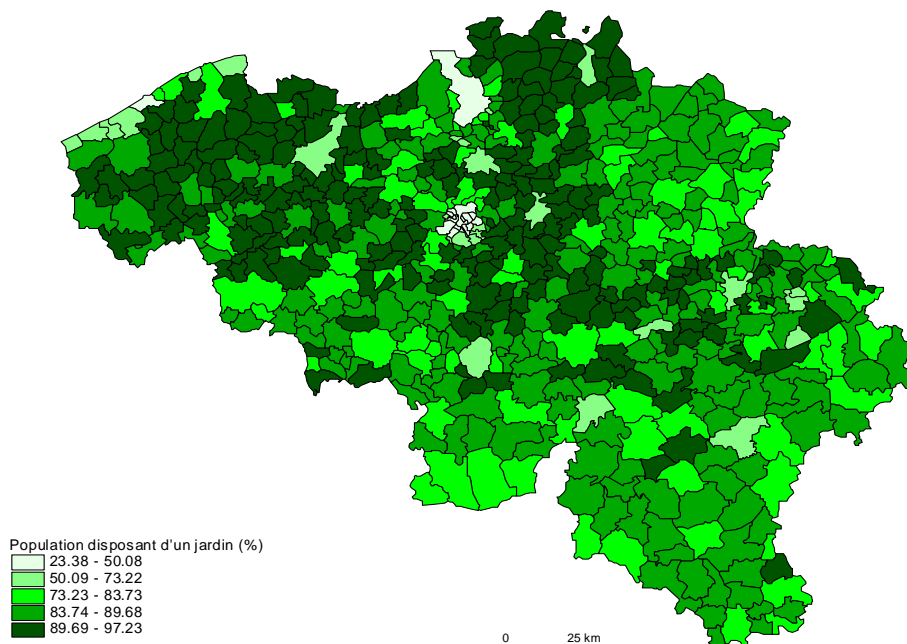 Population disposant d'un jardin (%)
23.38 - 50.08
50.09 - 73.22
73.23 - 83.73
83.74 - 89.68
89.69 - 97.23
0 25 km